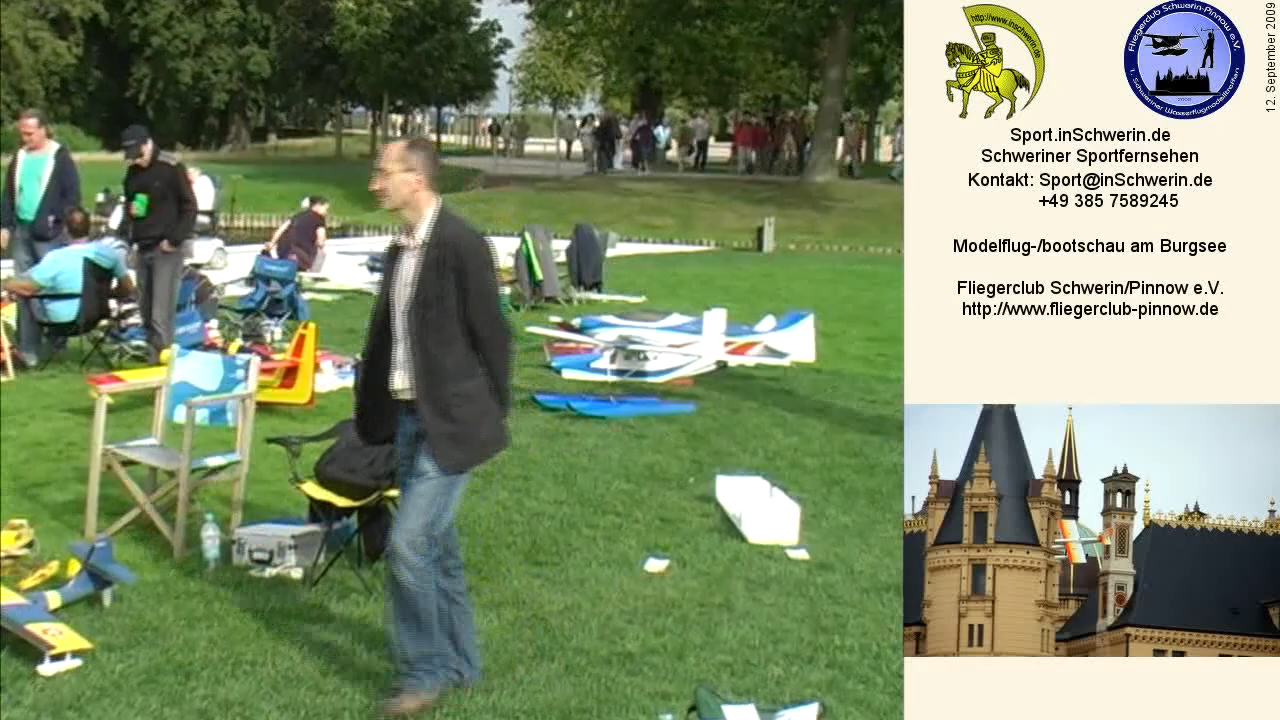 http://www.inschwerin.de
Fliegerclub Schwerin-Pinnow e.V.
1. Schweriner Wasserflugmodelltreffen
12. September 2009
Sport.inSchwerin.de
Schweriner Sportfernsehen
Kontakt: Sport@inSchwerin.de
+49 385 7589245
Modelflug-/bootschau am Burgsee
Fliegerclub Schwerin/Pinnow e.V.
http://www.fliegerclub-pinnow.de